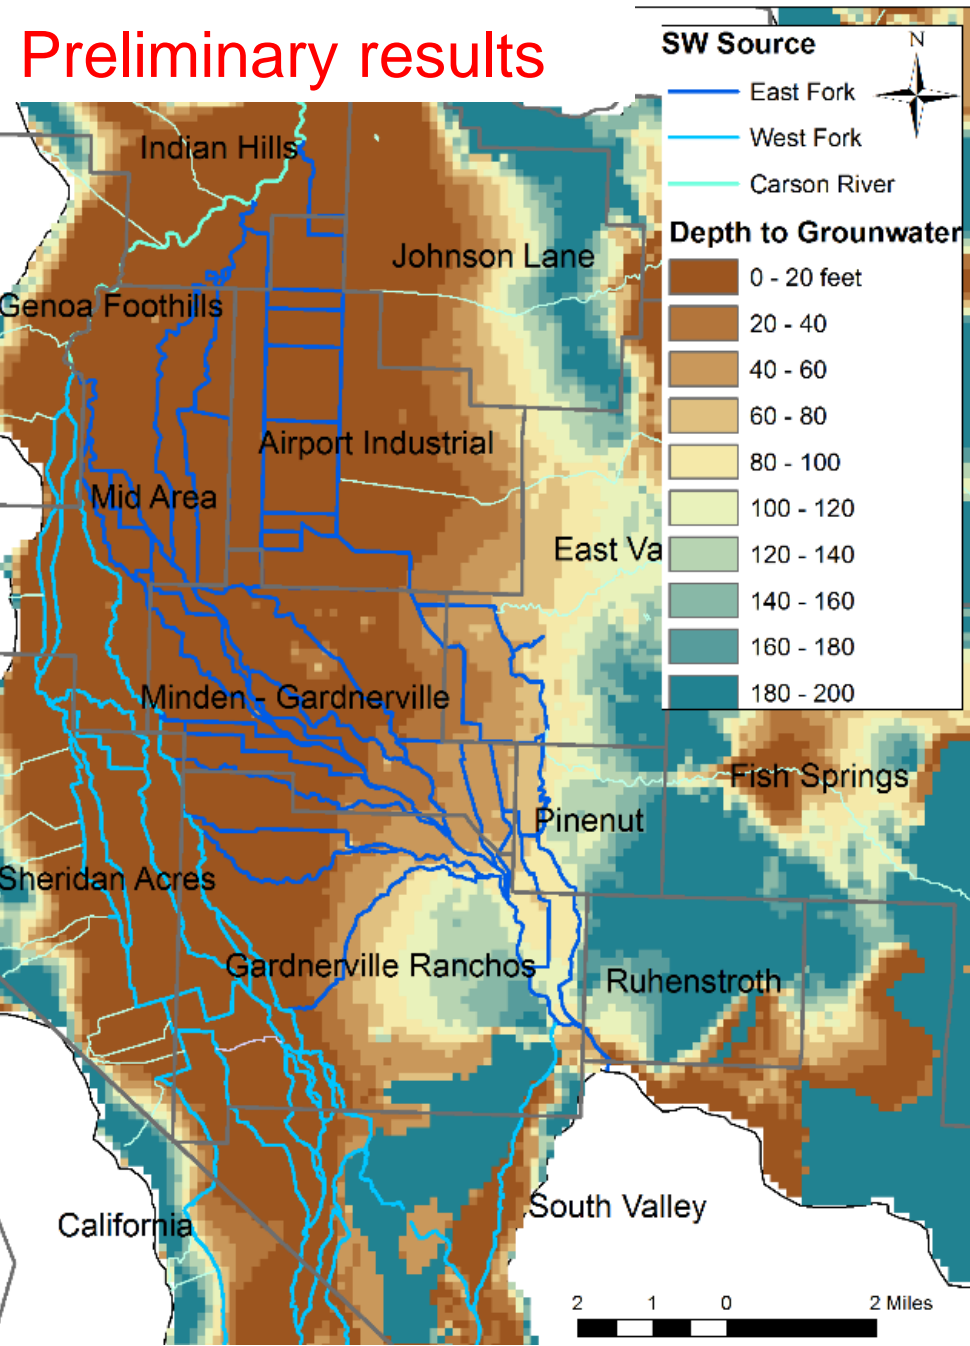 Preliminary results
SW Source
N
East Fork
West Fork
Carson River
Depth to Grounwater
0 - 20 feet
20 - 40
40 - 60
60 - 80
80 - 100
100 - 120
120 - 140
140 - 160
160 - 180
180 - 200
Indian Hills
Johnson Lane
Genoa Foothills
Airport Industrial
Mid Area
East Va
Minden - Gardnerville
Fish Springs
Pinenut
Sheridan Acres
Gardnerville Ranchos
Ruhenstroth
South Valley
California
2 1 0 2 Miles